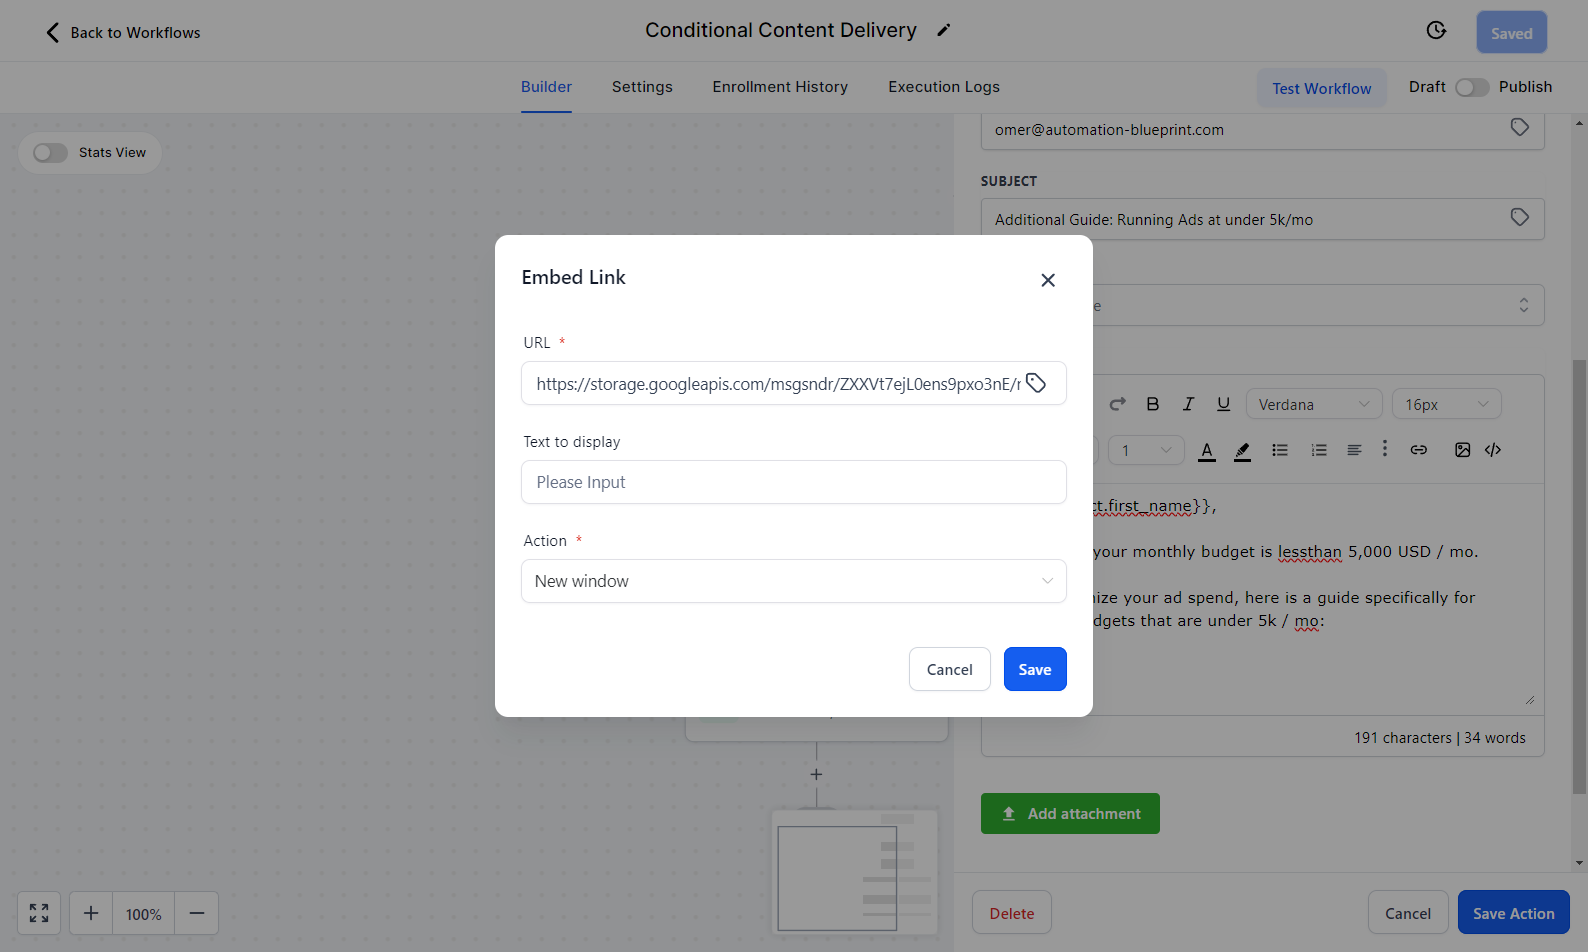 Back to Workflows
Conditional Content Delivery
Saved
Builder
Settings
Enrollment History
Execution Logs
Test Workflow
Draft
Publish
Stats View
omer@automation-blueprint.com
SUBJECT
Additional Guide: Running Ads at under 5k/mo
Embed Link
URL *
https://storage.googleapis.com/msgsndr/ZXXVt7ejL0ens9pxo3nE/
Text to display
Please Input
Action *
New window
Cancel
Save
Verdana
16px
1
ct.first_name}},
your monthly budget is lessthan 5,000 USD / mo.
nize your ad spend, here is a guide specifically for
dgets that are under 5k / mo:
191 characters | 34 words
Add attachment
100%
Delete
Cancel
Save Action